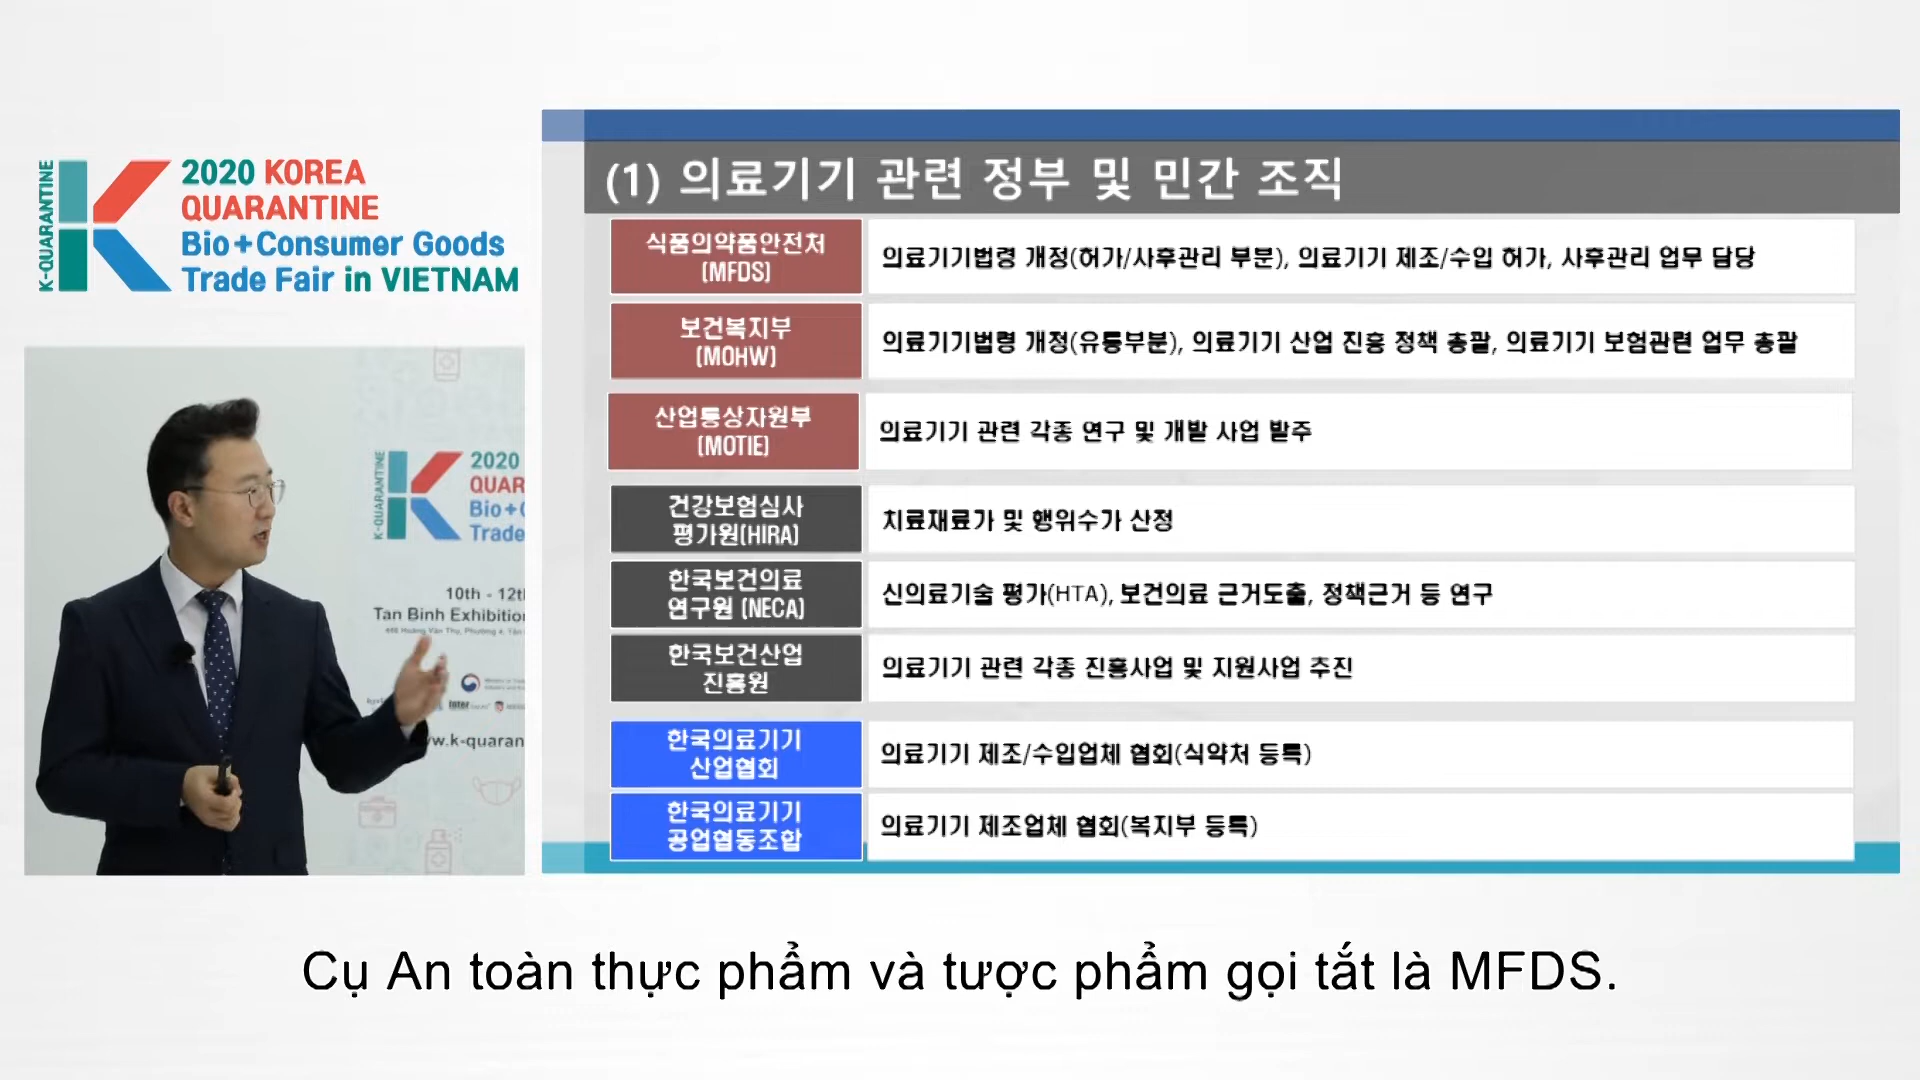 K-QUARANTINE
2020 KOREA
QUARANTINE
Bio+Consumer Goods
Trade Fair in VIETNAM
K-QUARANTINE
2020
QUAR
Bio+C
Trade
10th - 12t
Tan Binh Exhibition
w.k-quaran
(1) 의료기기 관련 정부 및 민간 조직
식품의약품안전처
(MFDS)
의료기기법령 개정(허가/사후관리 부분), 의료기기 제조/수입 허가, 사후관리 업무 담당
보건복지부
(MOHW)
의료기기법령 개정(유통부분), 의료기기 산업 진흥 정책 총괄, 의료기기 보험관련 업무 총괄
산업통상자원부
(MOTIE)
의료기기 관련 각종 연구 및 개발 사업 발주
건강보험심사
평가원(HIRA)
치료재료가 및 행위수가 산정
한국보건의료
연구원 (NECA)
신의료기술 평가(HTA), 보건의료 근거도출, 정책근거 등 연구
한국보건산업
진흥원
의료기기 관련 각종 진흥사업 및 지원사업 추진
한국의료기기
산업협회
의료기기 제조/수입업체 협회(식약처 등록)
한국의료기기
공업협동조합
의료기기 제조업체 협회(복지부 등록)
Cụ An toàn thực phẩm và tược phẩm gọi tắt là MFDS.